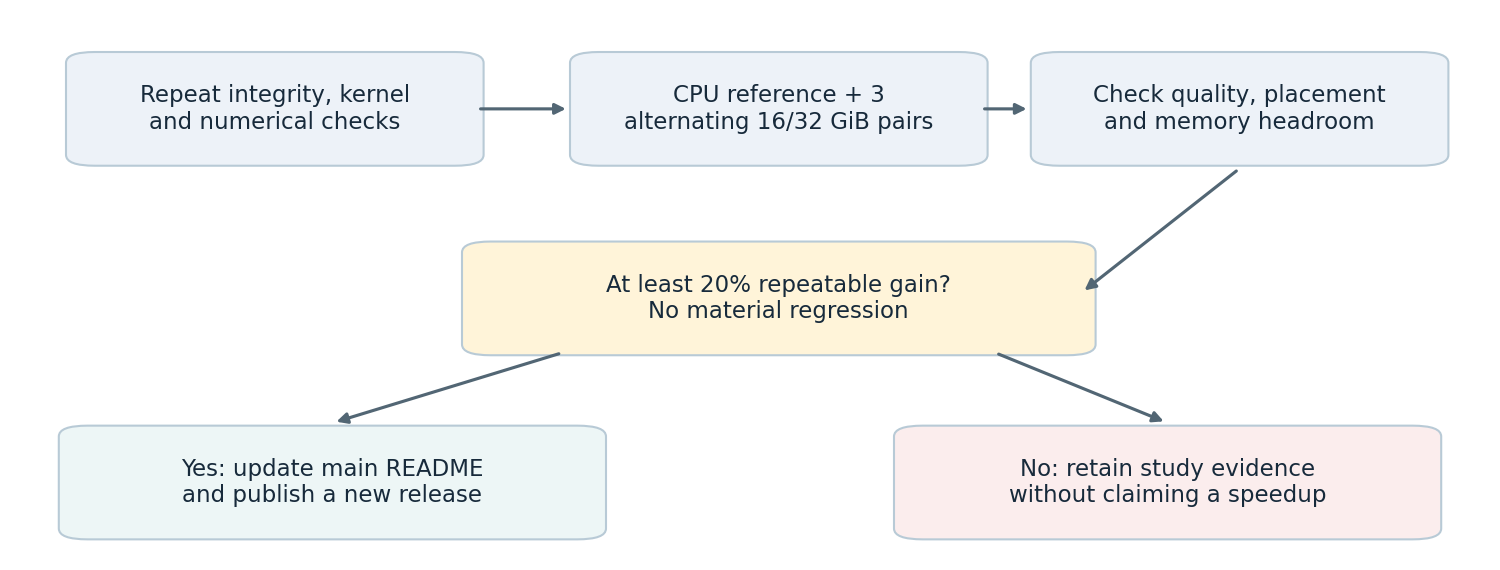 Repeat integrity, kernel
and numerical checks
CPU reference + 3
alternating 16/32 GiB pairs
Check quality, placement
and memory headroom
At least 20% repeatable gain?
No material regression
Yes: update main README
and publish a new release
No: retain study evidence
without claiming a speedup